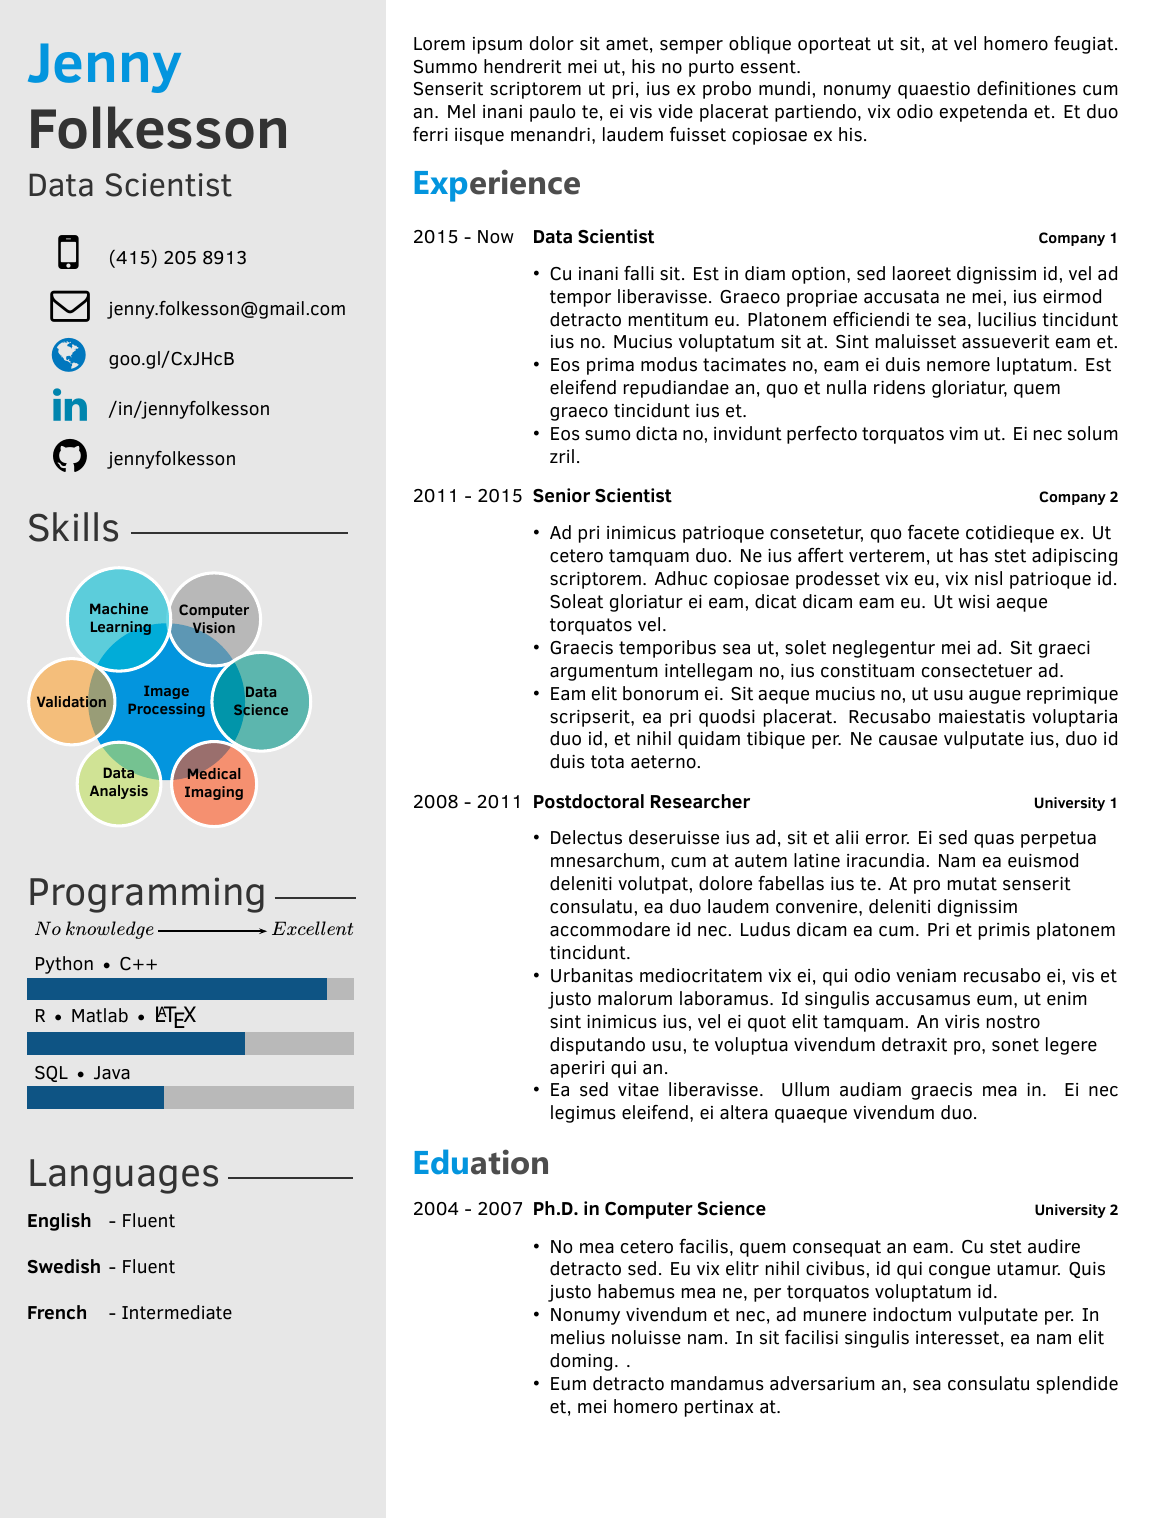 Jenny
Folkesson
Data Scientist
(415) 205 8913
jenny.folkesson@gmail.com
goo.gl/CxJHcB
in /in/jennyfolkesson
jennyfolkesson
Skills
Machine
Learning
Computer
Vision
Validation
Image
Processing
Data
Science
Data
Analysis
Medical
Imaging
Programming
No knowledge Excellent
Python • C++
R • Matlab • LATEX
SQL • Java
Languages
English - Fluent
Swedish - Fluent
French - Intermediate
Lorem ipsum dolor sit amet, semper oblique oporteat ut sit, at vel homero feugiat.
Summo hendrerit mei ut, his no purto essent.
Senserit scriptorem ut pri, ius ex probo mundi, nonumy quaestio definitiones cum
an. Mel inani paulo te, ei vis vide placerat partiendo, vix odio expetenda et. Et duo
ferri iisque menandri, laudem fuisset copiosae ex his.
Experience
2015 - Now Data Scientist Company 1
• Cu inani falli sit. Est in diam option, sed laoreet dignissim id, vel ad
tempor liberavisse. Graeco propriae accusata ne mei, ius eirmod
detracto mentitum eu. Platonem efficiendi te sea, lucilius tincidunt
ius no. Mucius voluptatum sit at. Sint maluisset assueverit eam et.
• Eos prima modus tacimates no, eam ei duis nemore luptatum. Est
eleifend repudiandae an, quo et nulla ridens gloriatur, quem
graeco tincidunt ius et.
• Eos sumo dicta no, invidunt perfecto torquatos vim ut. Ei nec solum
zril.
2011 - 2015 Senior Scientist Company 2
• Ad pri inimicus patrioque consetetur, quo facete cotidieque ex. Ut
cetero tamquam duo. Ne ius affert verterem, ut has stet adipiscing
scriptorem. Adhuc copiosae prodesset vix eu, vix nisl patrioque id.
Soleat gloriatur ei eam, dicat dicam eam eu. Ut wisi aeque
torquatos vel.
• Graecis temporibus sea ut, solet neglegentur mei ad. Sit graeci
argumentum intellegam no, ius constituam consectetuer ad.
• Eam elit bonorum ei. Sit aeque mucius no, ut usu augue reprimique
scripserit, ea pri quodsi placerat. Recusabo maiestatis voluptaria
duo id, et nihil quidam tibique per. Ne causae vulputate ius, duo id
duis tota aeterno.
2008 - 2011 Postdoctoral Researcher University 1
• Delectus deseruisse ius ad, sit et alii error. Ei sed quas perpetua
mnesarchum, cum at autem latine iracundia. Nam ea euismod
deleniti volutpat, dolore fabellas ius te. At pro mutat senserit
consulatu, ea duo laudem convenire, deleniti dignissim
accommodare id nec. Ludus dicam ea cum. Pri et primis platonem
tincidunt.
• Urbanitas mediocritatem vix ei, qui odio veniam recusabo ei, vis et
justo malorum laboramus. Id singulis accusamus eum, ut enim
sint inimicus ius, vel ei quot elit tamquam. An viris nostro
disputando usu, te voluptua vivendum detraxit pro, sonet legere
aperiri qui an.
• Ea sed vitae liberavisse. Ullum audiam graecis mea in. Ei nec
legimus eleifend, ei altera quaeque vivendum duo.
Eduation
2004 - 2007 Ph.D. in Computer Science University 2
• No mea cetero facilis, quem consequat an eam. Cu stet audire
detracto sed. Eu vix elitr nihil civibus, id qui congue utamur. Quis
justo habemus mea ne, per torquatos voluptatum id.
• Nonumy vivendum et nec, ad munere indoctum vulputate per. In
melius noluisse nam. In sit facilisi singulis interesset, ea nam elit
doming. .
• Eum detracto mandamus adversarium an, sea consulatu splendide
et, mei homero pertinax at.